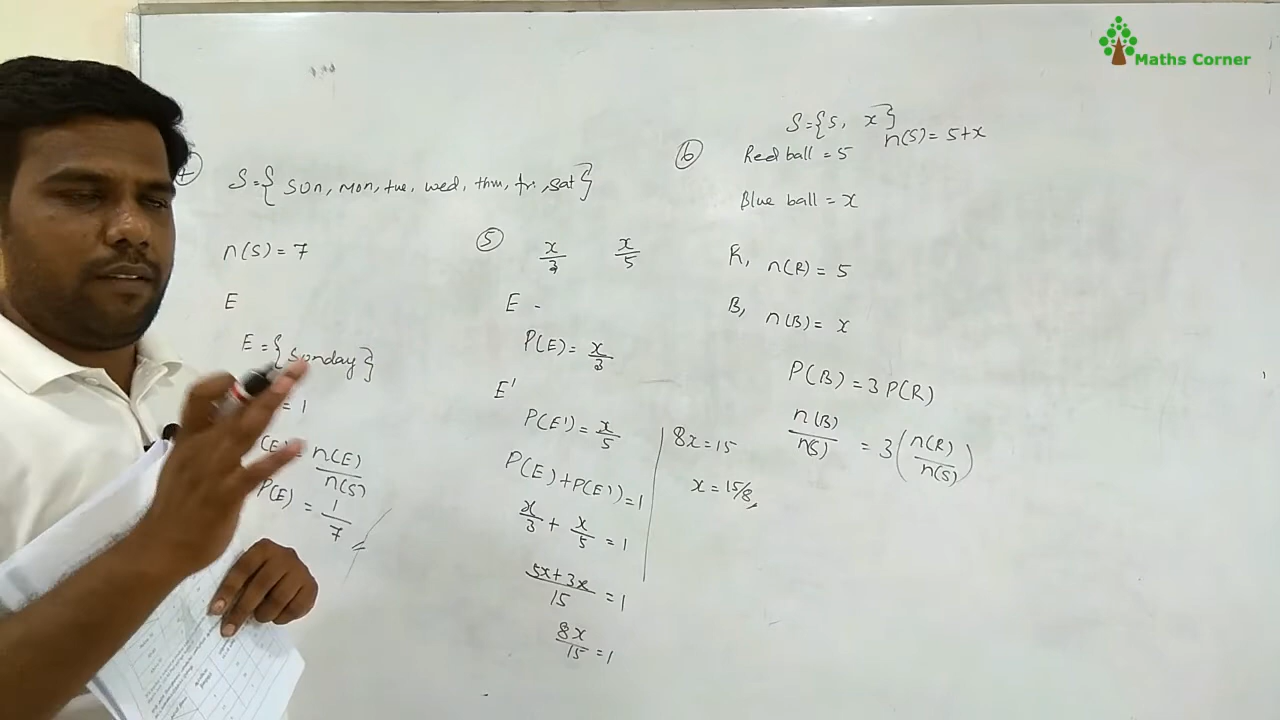 Maths Corner
S={ sun, mon, tue, wed, thu, fri, sat}
n(S) = 7
E
E = {Sunday}
= 1
(E) = n(E)/n(S)
P(E) = 1/7
5
x/3 x/5
E -
P(E) = x/3
E'
P(E') = x/5
P(E)+P(E') = 1
x/3 + x/5 = 1
5x+3x/15 = 1
8x/15 = 1
8x = 15
x = 15/8,
6
S={5, x}
n(S) = 5+x
Red ball = 5
Blue ball = x
R, n(R) = 5
B, n(B) = x
P(B) = 3 P(R)
n(B)/n(S) = 3(n(R)/n(S))